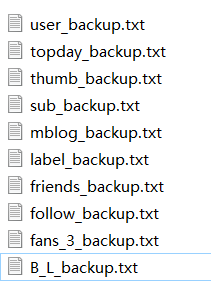 user_backup.txt
topday_backup.txt
thumb_backup.txt
sub_backup.txt
mblog_backup.txt
label_backup.txt
friends_backup.txt
follow_backup.txt
fans_3_backup.txt
B_L_backup.txt